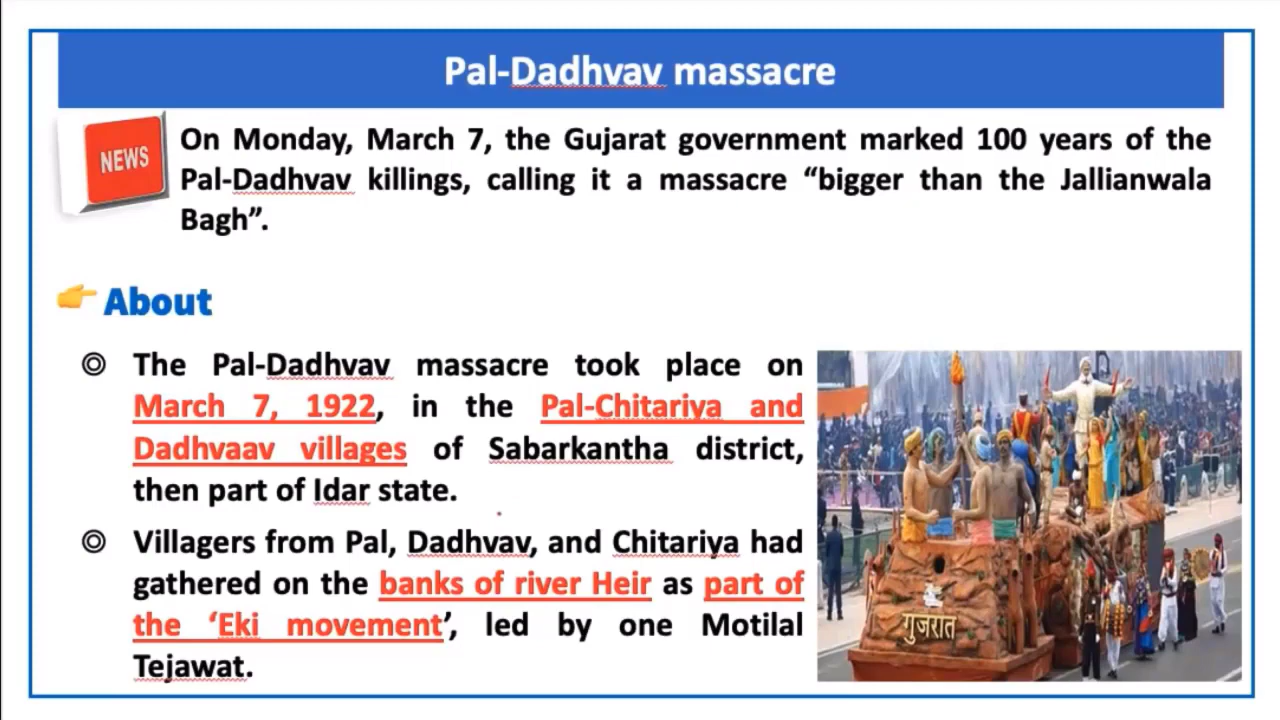 Pal-Dadhvav massacre
NEWS
On Monday, March 7, the Gujarat government marked 100 years of the
Pal-Dadhvav killings, calling it a massacre “bigger than the Jallianwala
Bagh”.
About
The Pal-Dadhvav massacre took place on
March 7, 1922, in the Pal-Chitariya and
Dadhvaav villages of Sabarkantha district,
then part of Idar state.
Villagers from Pal, Dadhvav, and Chitariya had
gathered on the banks of river Heir as part of
the ‘Eki movement’, led by one Motilal
Tejawat.
गुजरात